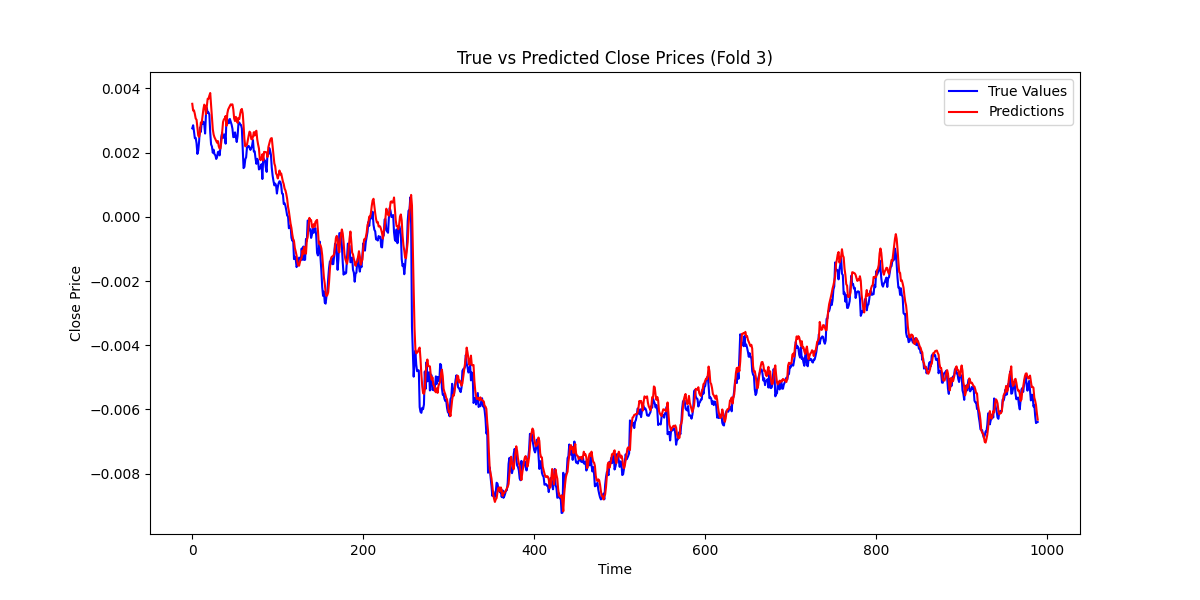 True vs Predicted Close Prices (Fold 3)
True Values
Predictions
Close Price
0.004
0.002
0.000
−0.002
−0.004
−0.006
−0.008
0
200
400
600
800
1000
Time